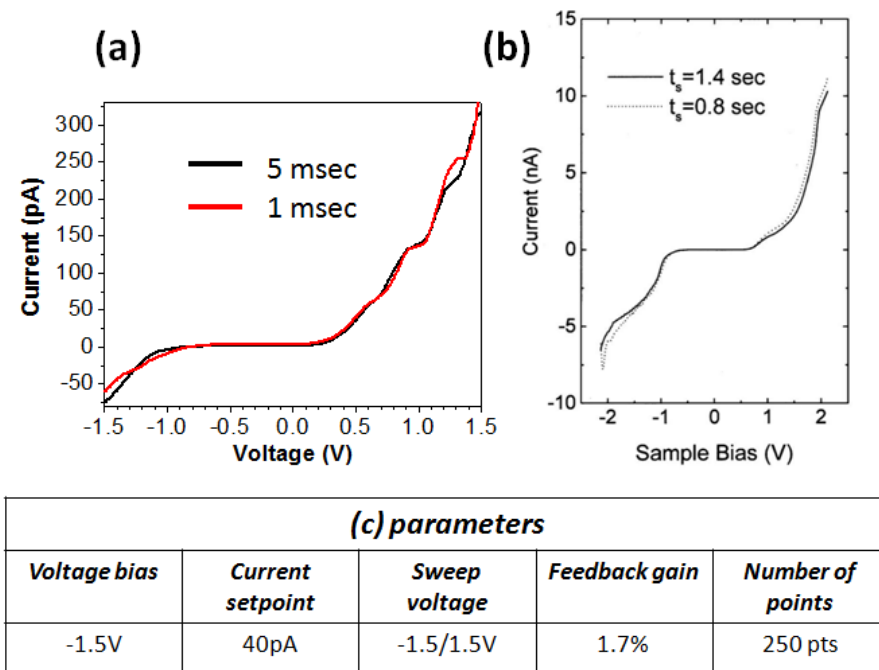 (a)
300
250
200
150
100
50
0
-50
Current (pA)
5 msec
1 msec
-1.5 -1.0 -0.5 0.0 0.5 1.0 1.5
Voltage (V)
(b)
15
10
5
0
-5
-10
Current (nA)
ts=1.4 sec
ts=0.8 sec
-2 -1 0 1 2
Sample Bias (V)
(c) parameters
Voltage bias Current setpoint Sweep voltage Feedback gain Number of points
-1.5V 40pA -1.5/1.5V 1.7% 250 pts